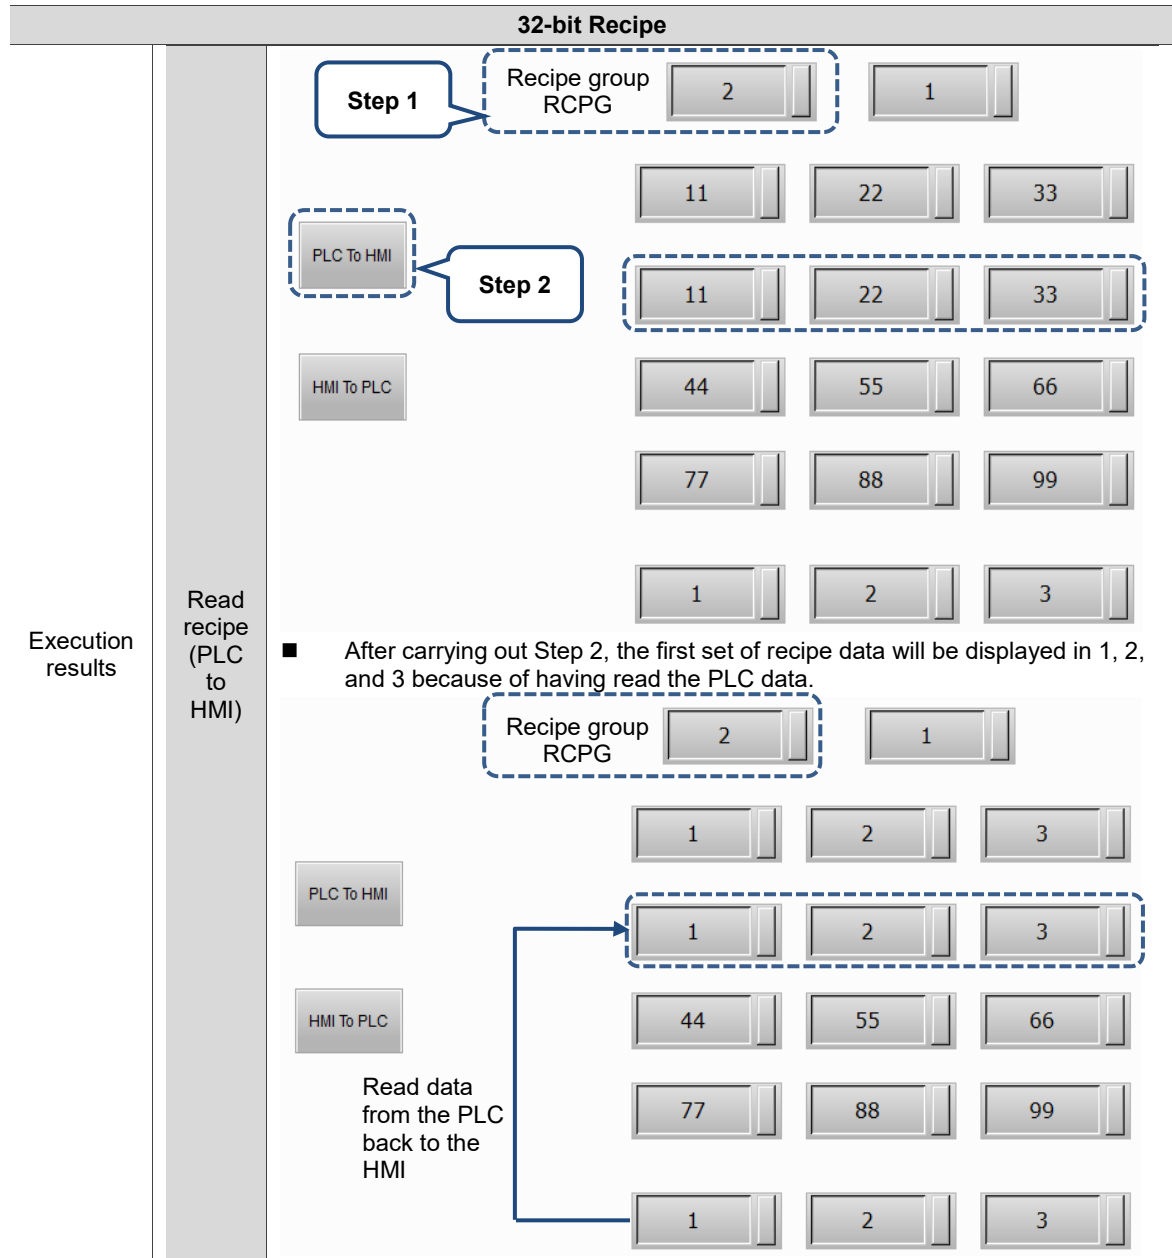 32-bit Recipe
Execution
results
Read
recipe
(PLC
to
HMI)
Step 1
Recipe group
RCPG
2
1
11
22
33
PLC To HMI
Step 2
11
22
33
HMI To PLC
44
55
66
77
88
99
1
2
3
■ After carrying out Step 2, the first set of recipe data will be displayed in 1, 2,
and 3 because of having read the PLC data.
Recipe group
RCPG
2
1
1
2
3
PLC To HMI
1
2
3
HMI To PLC
44
55
66
Read data
from the PLC
back to the
HMI
77
88
99
1
2
3